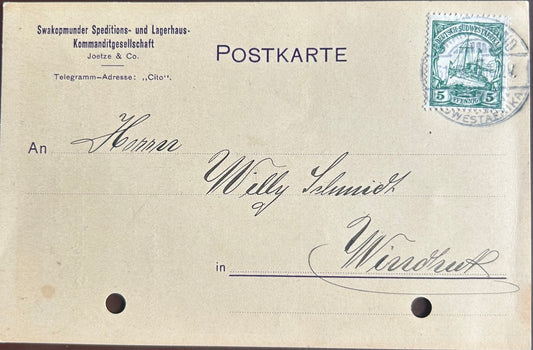 Swakopmunder Speditions- und Lagerhaus-
Kommanditgesellschaft
Joetze & Co.
Telegramm-Adresse: „Cito".
POSTKARTE
DEUTSCH-SÜDWESTAFRIKA
5 PFENNIG 5
SÜDWESTAFRIKA
An Herrn
Willy Schmidt
in Windhuk